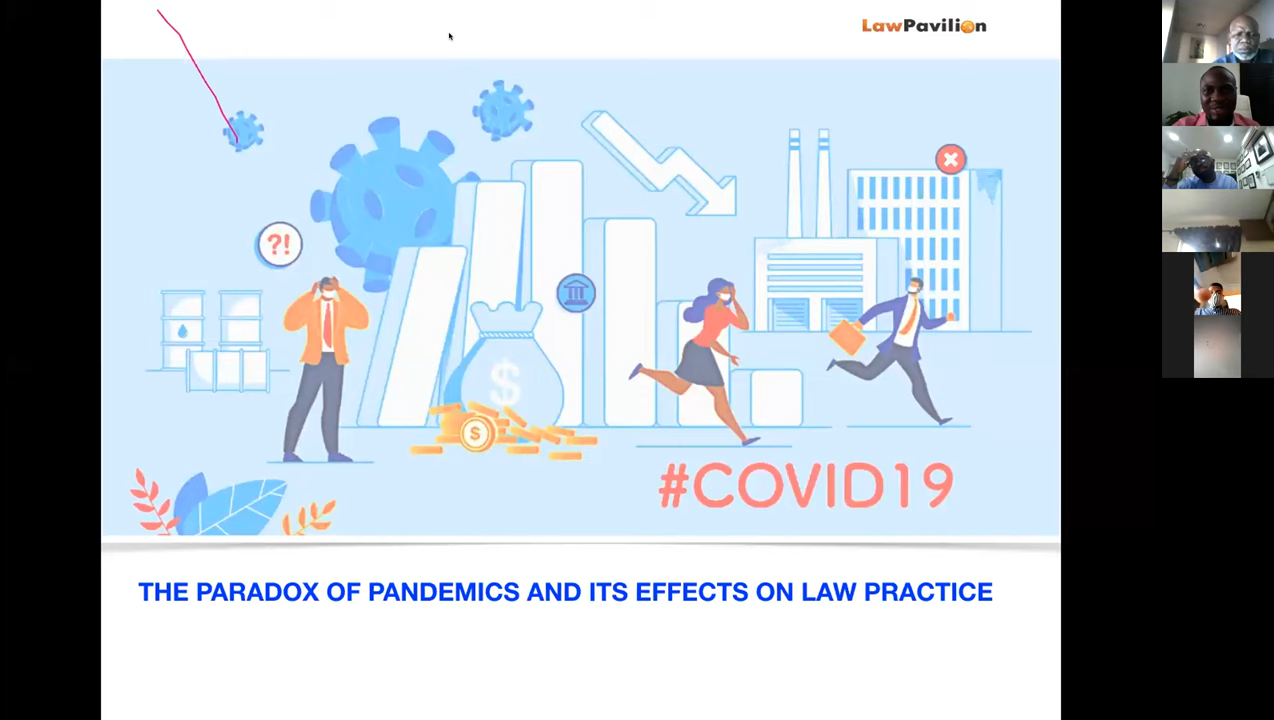 LawPavilion
?!
$
$
#COVID19
THE PARADOX OF PANDEMICS AND ITS EFFECTS ON LAW PRACTICE